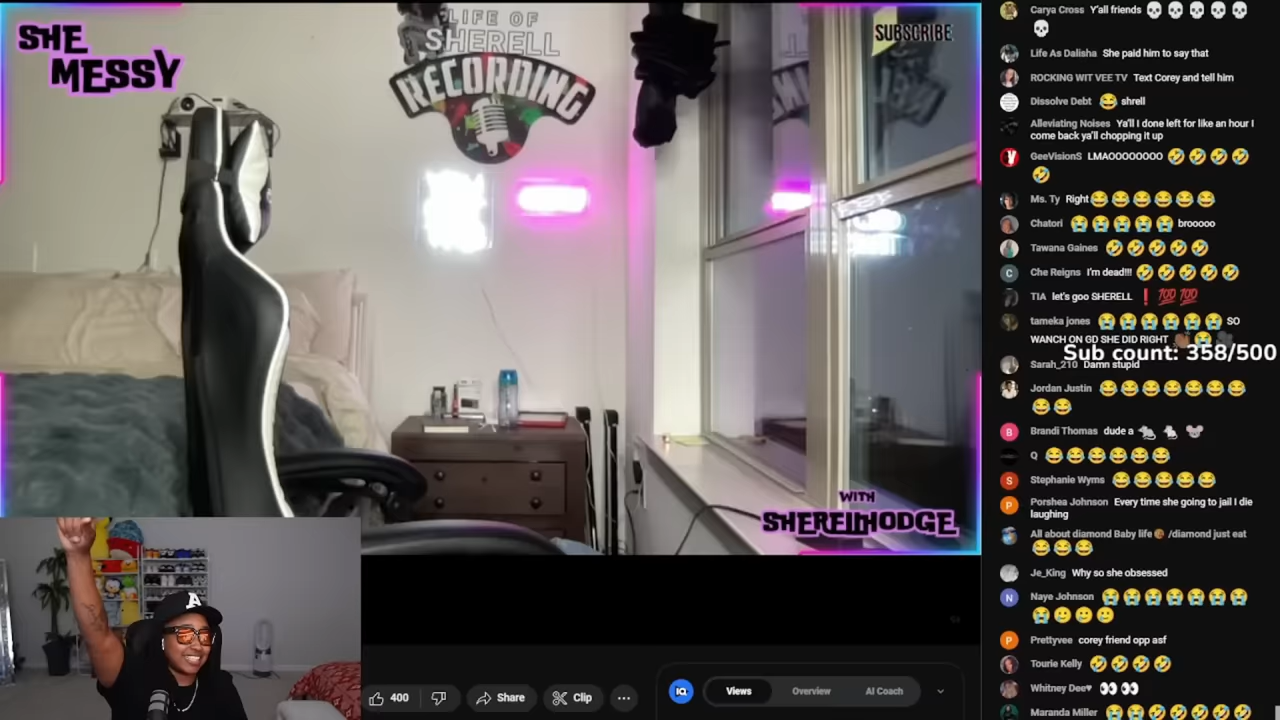 SHE
MESSY
LIFE OF
SHERELL
RECORDING
SUBSCRIBE
WITH
SHERELLHODGE
400
Share
Clip
IQ
Views
Overview
AI Coach
A
Carya Cross Y'all friends 💀 💀 💀 💀 💀
💀
Life As Dalisha She paid him to say that
ROCKING WIT VEE TV Text Corey and tell him
Dissolve Debt 😂 shrell
Alleviating Noises Ya'll I done left for like an hour I
come back ya'll chopping it up
GeeVisionS LMAOOOOOOO 🤣 🤣 🤣 🤣
🤣
Ms. Ty Right 😂 😂 😂 😂 😂 😂
Chatori 😭 😭 😭 😭 😭 brooooo
Tawana Gaines 🤣 🤣 🤣 🤣 🤣
C Che Reigns I'm dead!!! 🤣 🤣 🤣 🤣 🤣
TIA let's goo SHERELL ❗ 💯 💯
tameka jones 😭 😭 😭 😭 😭 😭 SO
WANCH ON GD SHE DID RIGHT
Sub count: 358/500
Sarah_210 Damn stupid
Jordan Justin 😂 😂 😂 😂 😂 😂 😂
😂 😂
B Brandi Thomas dude a 🐀 🐁 🐭
Q 😂 😂 😂 😂 😂 😂
S Stephanie Wyms 😂 😂 😂 😂 😂
P Porshea Johnson Every time she going to jail I die
laughing
All about diamond Baby life /diamond just eat
😂 😂 😂
Je_King Why so she obsessed
N Naye Johnson 😭 😭 😭 😭 😭 😭 😭
😭 🥲 🥲 🥲
P Prettyvee corey friend opp asf
Tourie Kelly 🤣 🤣 🤣 🤣
Whitney Dee♥ 👀 👀
Maranda Miller 😂 😂 🤣 🤣 🤣 🤣